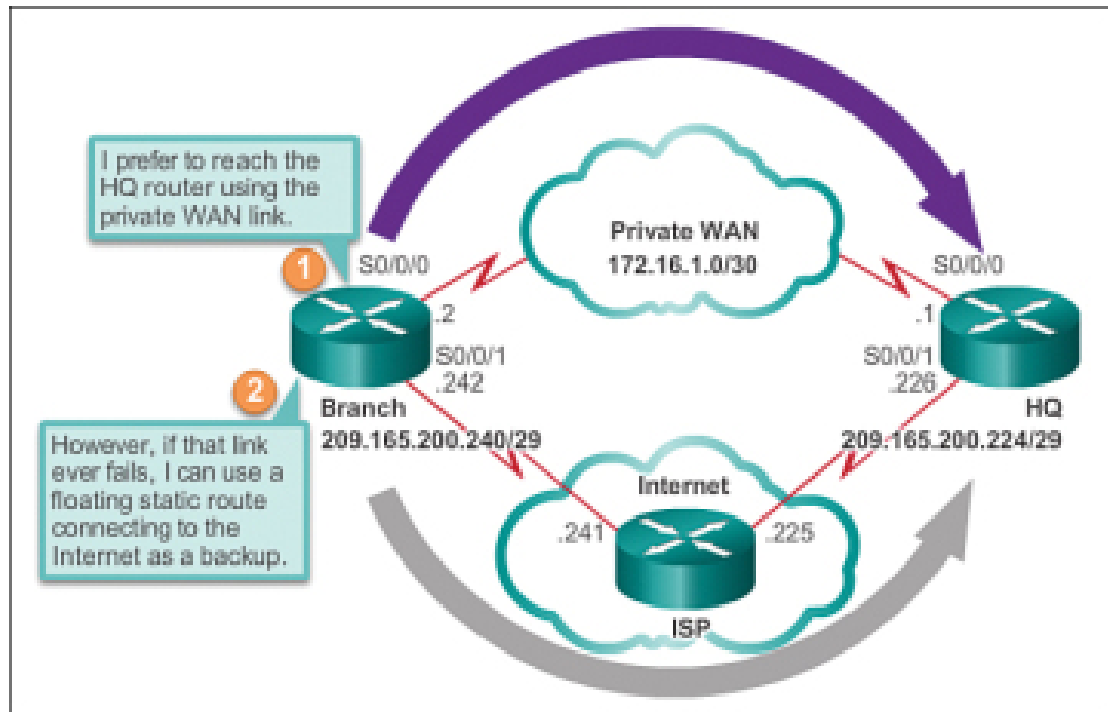 I prefer to reach the
HQ router using the
private WAN link.
1
S0/0/0
Private WAN
172.16.1.0/30
S0/0/0
.2
.1
S0/0/1
.242
S0/0/1
.226
2
Branch
HQ
209.165.200.240/29
209.165.200.224/29
However, if that link
ever fails, I can use a
floating static route
connecting to the
Internet as a backup.
Internet
.241
.225
ISP